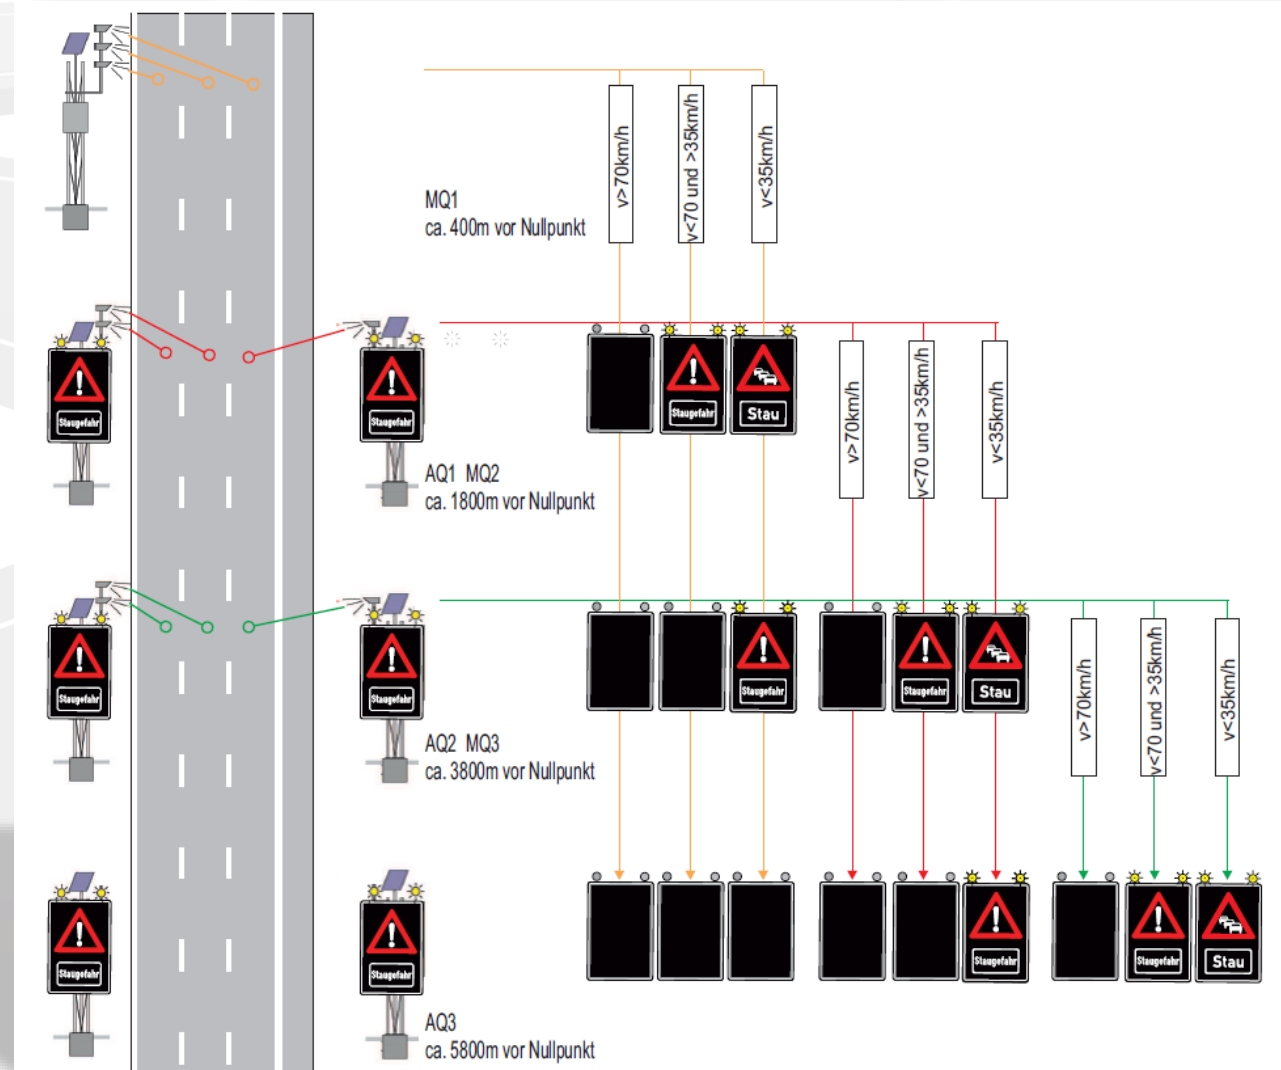 v>70km/h
v<70 und >35km/h
v<35km/h
MQ1
ca. 400m vor Nullpunkt
Staugefahr
Staugefahr
Staugefahr
Stau
v>70km/h
v<70 und >35km/h
v<35km/h
AQ1 MQ2
ca. 1800m vor Nullpunkt
Staugefahr
Staugefahr
Staugefahr
Staugefahr
Stau
v>70km/h
v<70 und >35km/h
v<35km/h
AQ2 MQ3
ca. 3800m vor Nullpunkt
Staugefahr
Staugefahr
Staugefahr
Staugefahr
Stau
AQ3
ca. 5800m vor Nullpunkt